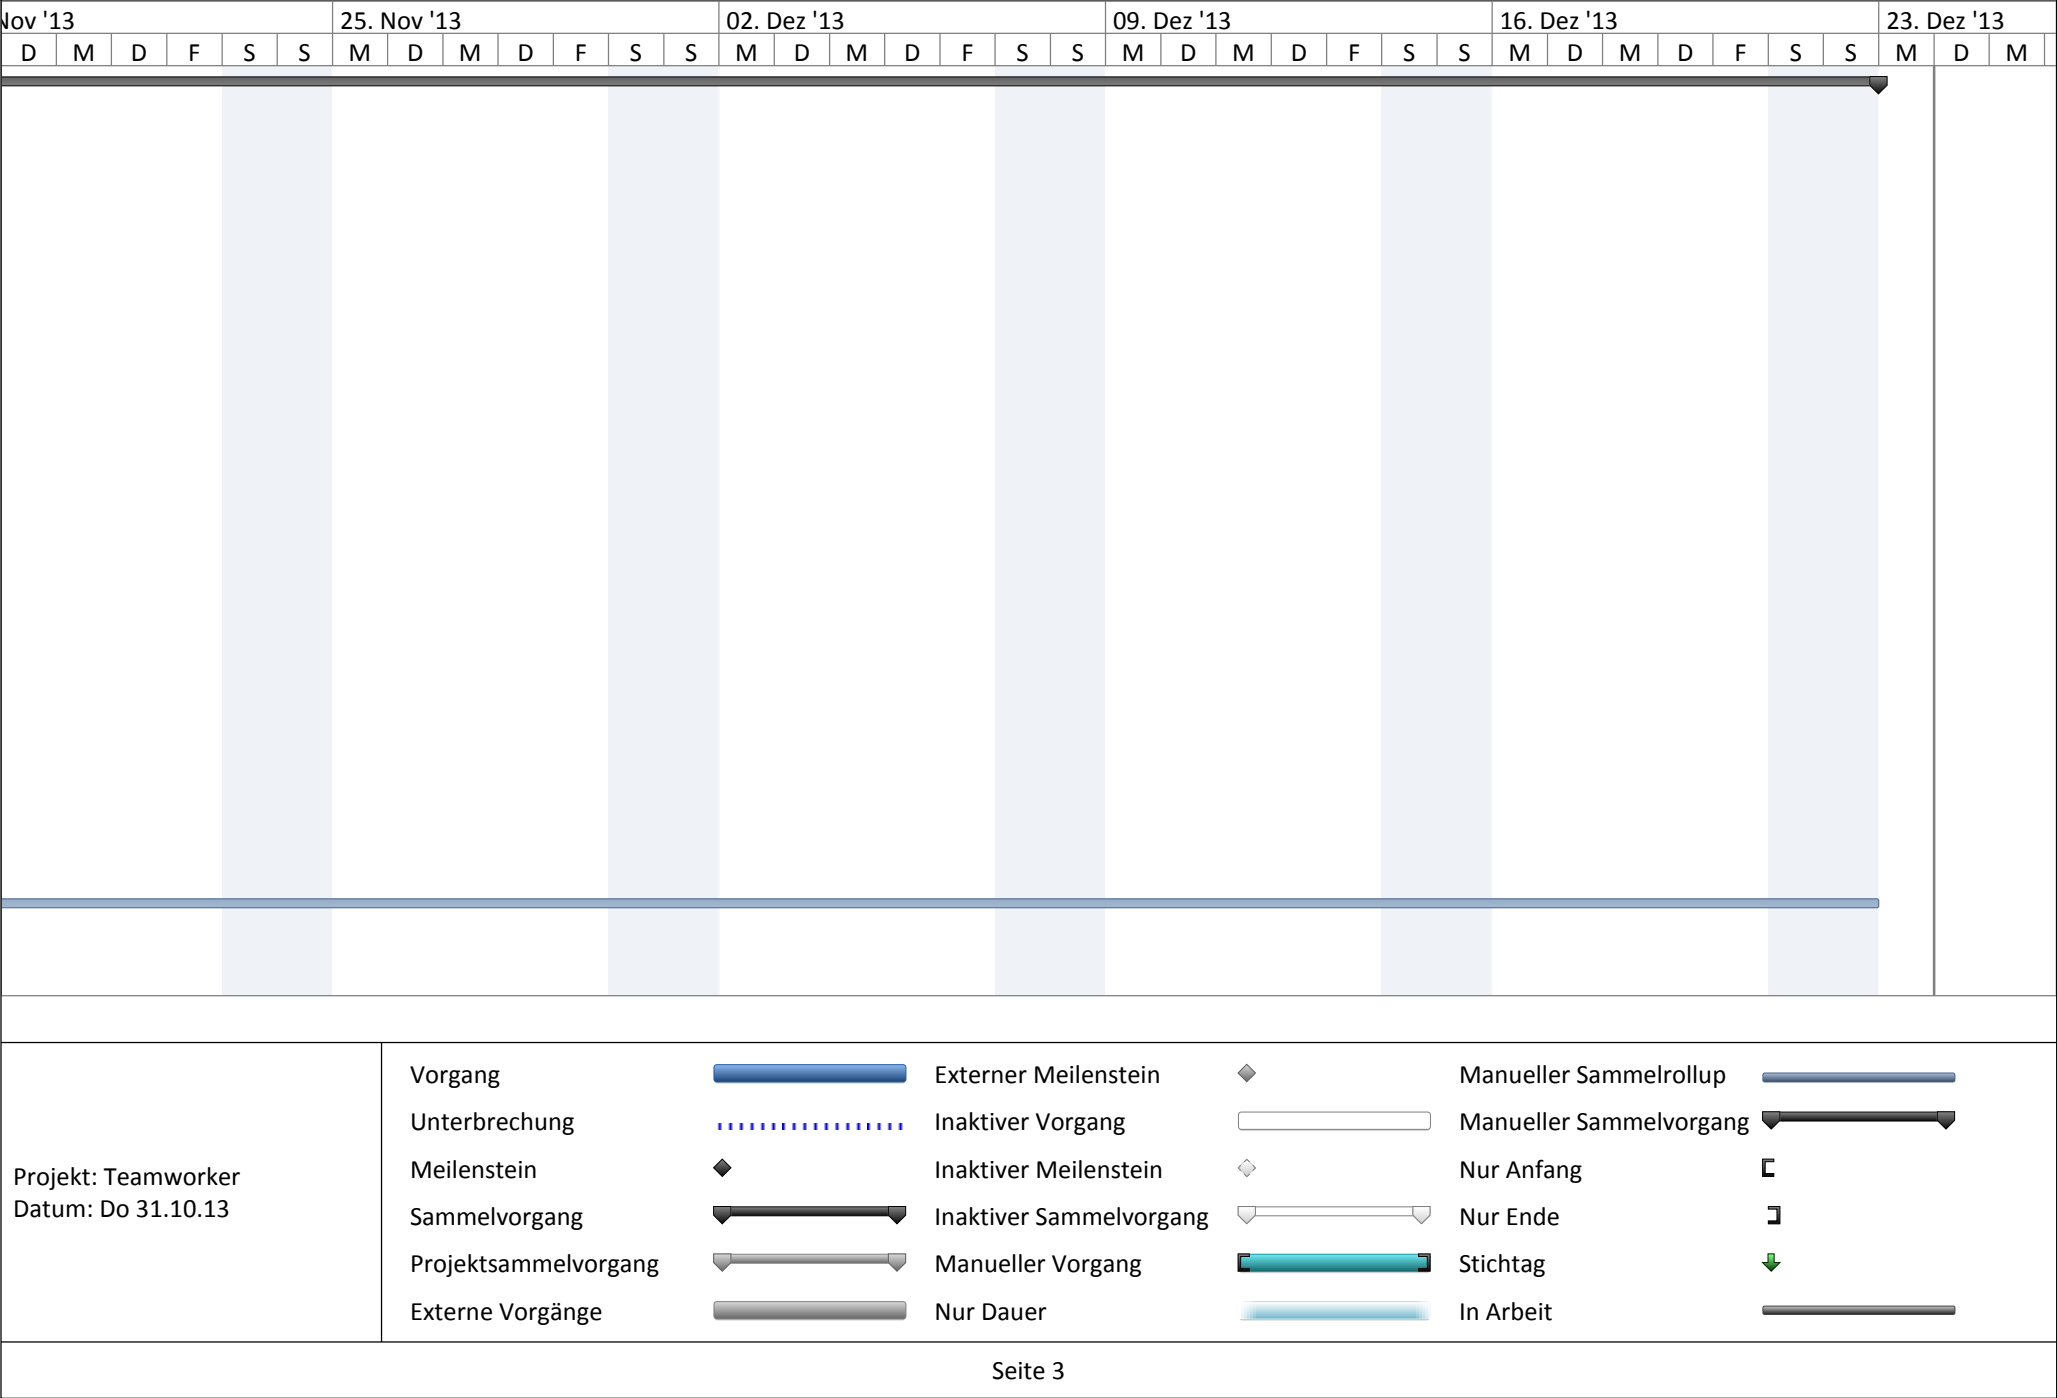 Nov '13 25. Nov '13 02. Dez '13 09. Dez '13 16. Dez '13 23. Dez '13
D M D F S S M D M D F S S M D M D F S S M D M D F S S M D M D F S S M D M
Vorgang Externer Meilenstein Manueller Sammelrollup
Unterbrechung Inaktiver Vorgang Manueller Sammelvorgang
Meilenstein Inaktiver Meilenstein Nur Anfang
Projekt: Teamworker
Datum: Do 31.10.13
Sammelvorgang Inaktiver Sammelvorgang Nur Ende
Projektsammelvorgang Manueller Vorgang Stichtag
Externe Vorgänge Nur Dauer In Arbeit
Seite 3